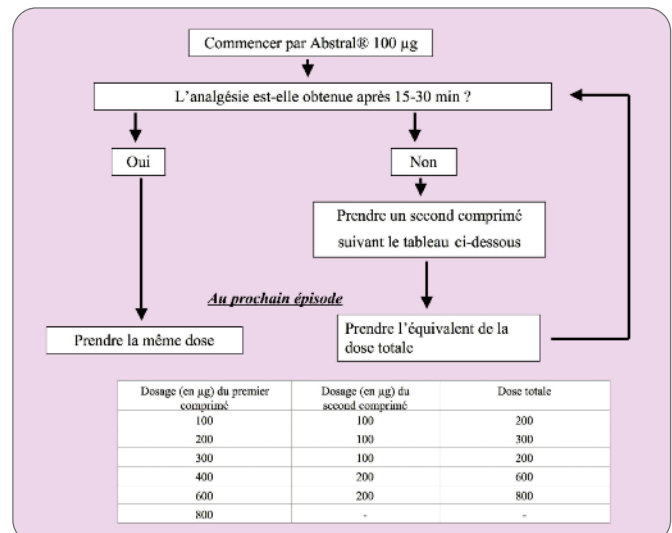 Commencer par Abstral® 100 µg
L'analgésie est-elle obtenue après 15-30 min ?
Oui
Non
Prendre un second comprimé
suivant le tableau ci-dessous
Au prochain épisode
Prendre la même dose
Prendre l'équivalent de la
dose totale
Dosage (en µg) du premier
comprimé
Dosage (en µg) du
second comprimé
Dose totale
100 100 200
200 100 300
300 100 200
400 200 600
600 200 800
800 - -